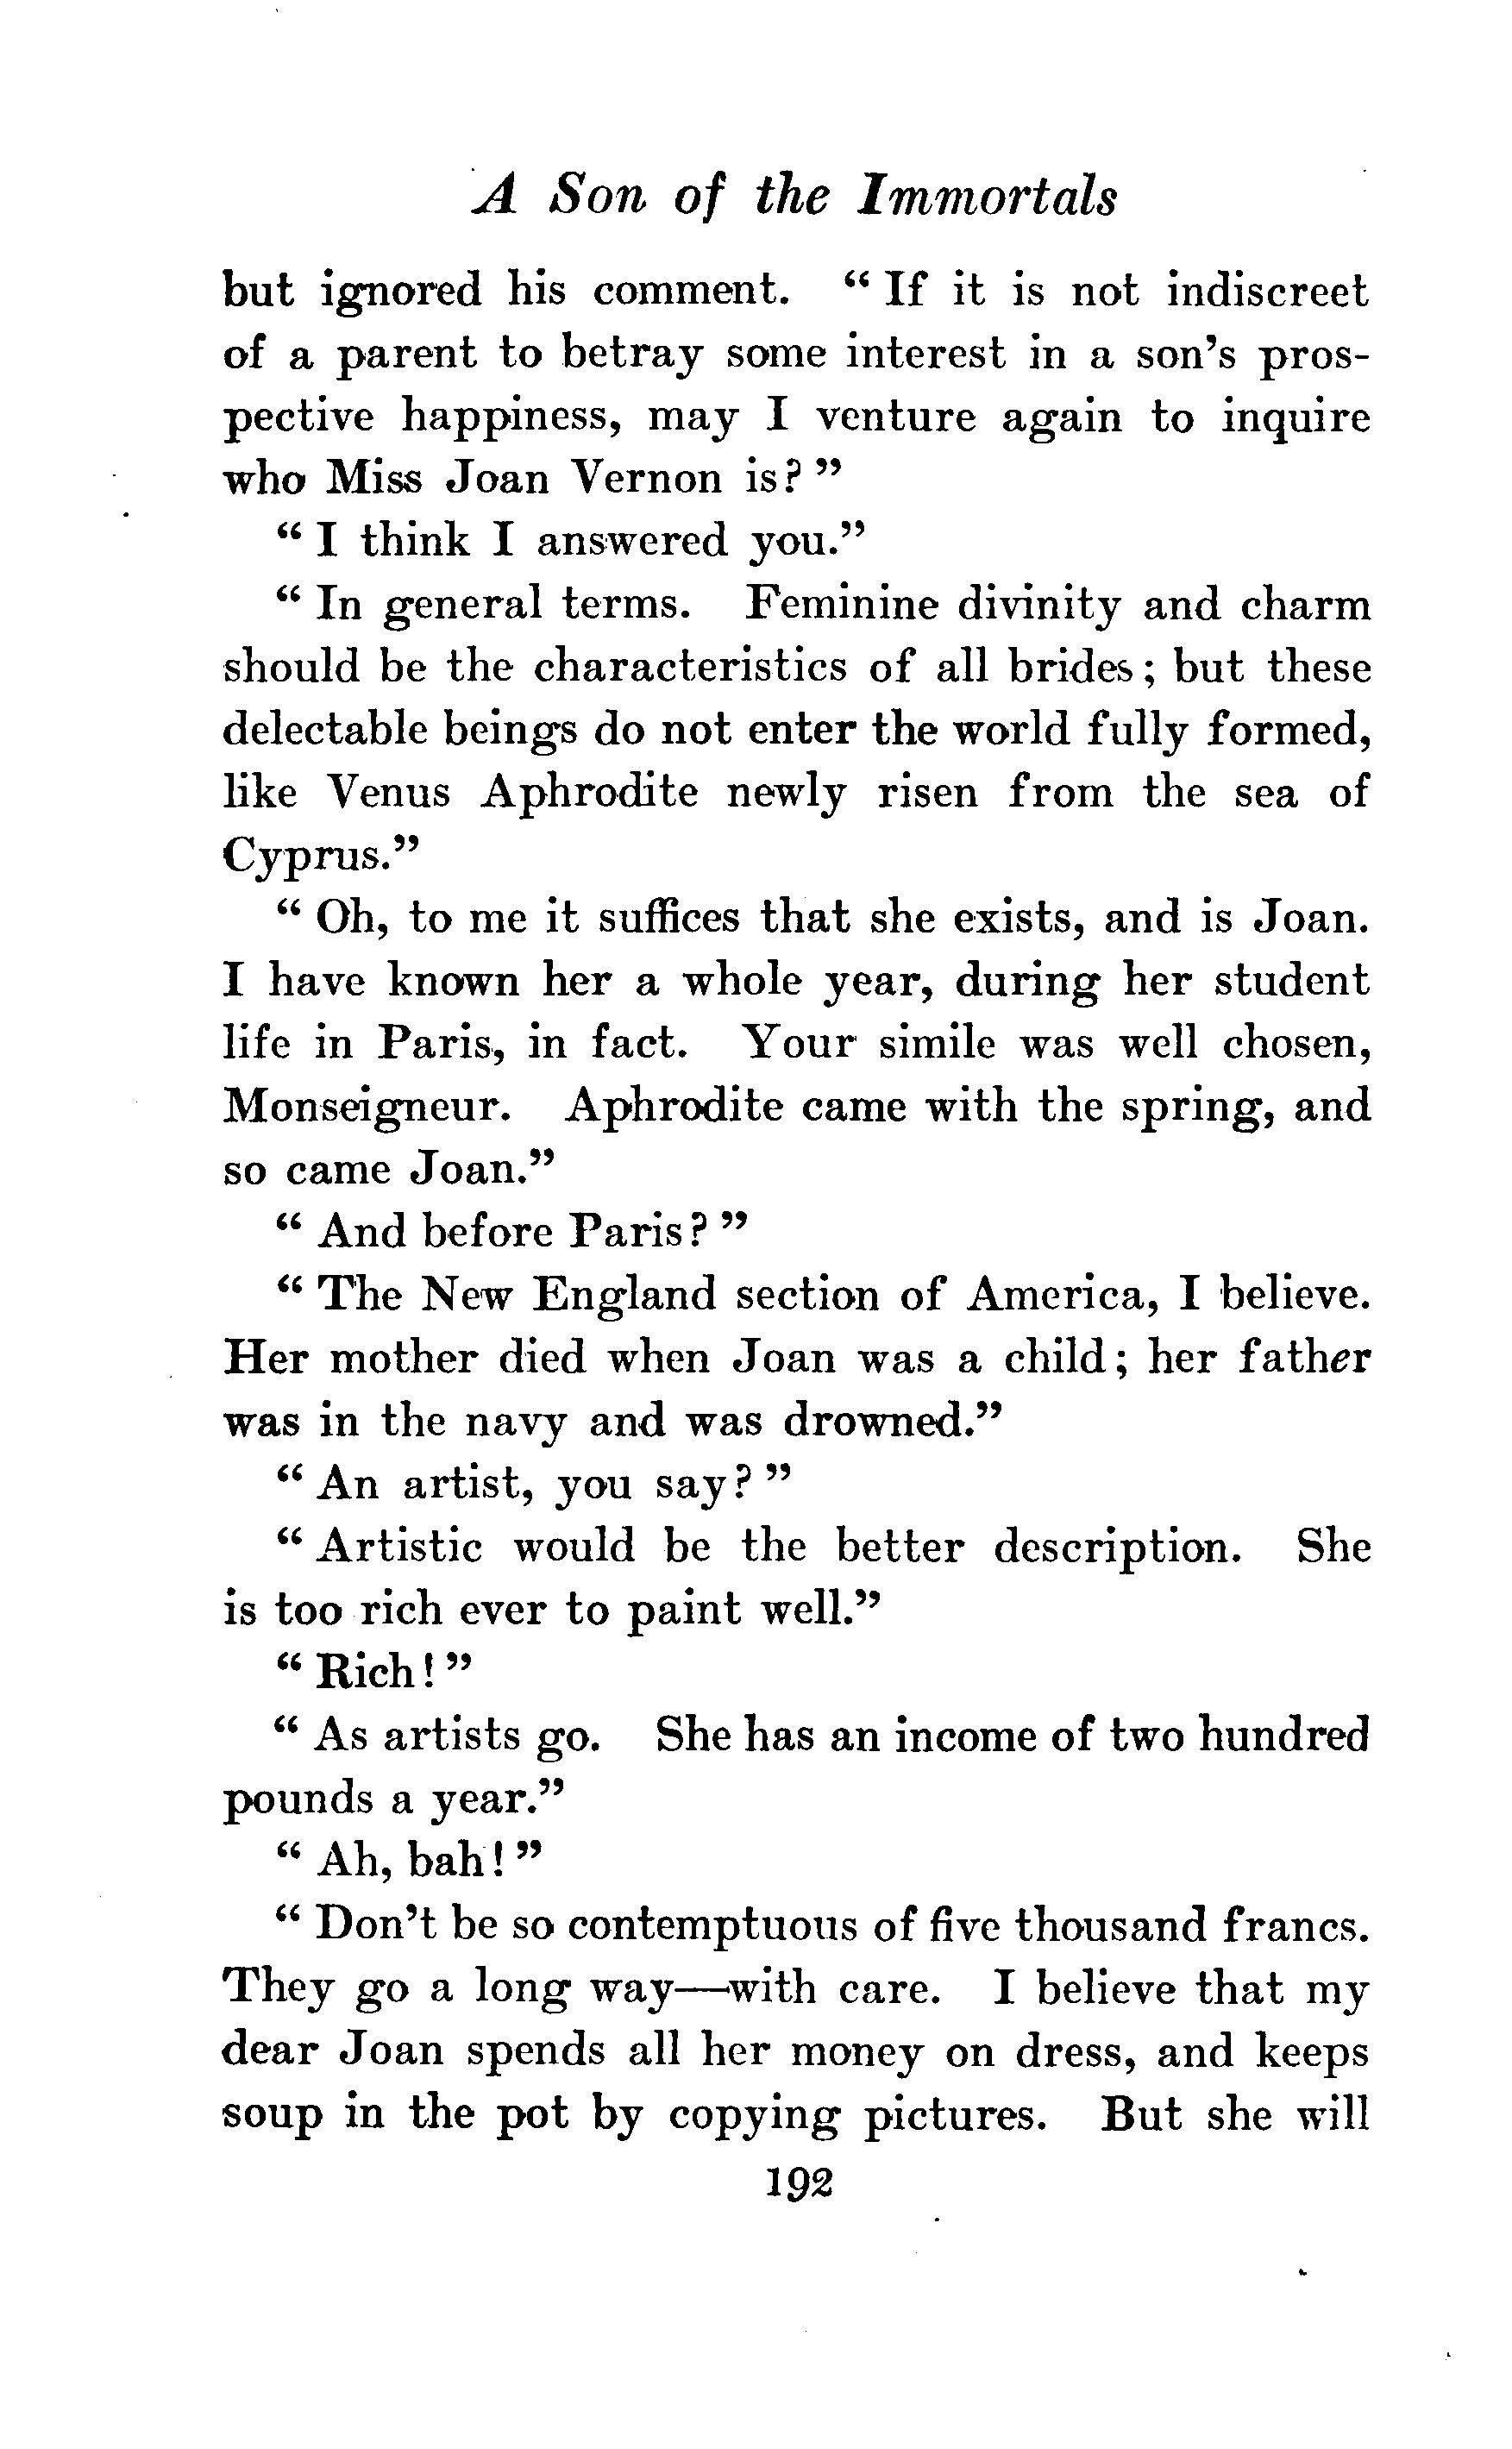 A Son of the Immortals
but ignored his comment. “If it is not indiscreet
of a parent to betray some interest in a son’s pros-
pective happiness, may I venture again to inquire
who Miss Joan Vernon is?”
“I think I answered you.”
“In general terms. Feminine divinity and charm
should be the characteristics of all brides; but these
delectable beings do not enter the world fully formed,
like Venus Aphrodite newly risen from the sea of
Cyprus.”
“Oh, to me it suffices that she exists, and is Joan.
I have known her a whole year, during her student
life in Paris, in fact. Your simile was well chosen,
Monseigneur. Aphrodite came with the spring, and
so came Joan.”
“And before Paris?”
“The New England section of America, I believe.
Her mother died when Joan was a child; her father
was in the navy and was drowned.”
“An artist, you say?”
“Artistic would be the better description. She
is too rich ever to paint well.”
“Rich!”
“As artists go. She has an income of two hundred
pounds a year.”
“Ah, bah!”
“Don’t be so contemptuous of five thousand francs.
They go a long way—with care. I believe that my
dear Joan spends all her money on dress, and keeps
soup in the pot by copying pictures. But she will
192